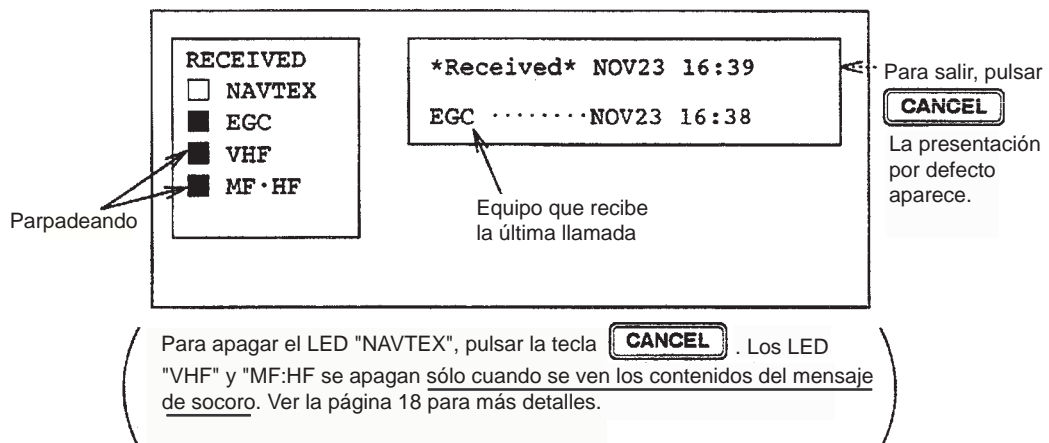 RECEIVED
NAVTEX
EGC
VHF
MF·HF
Parpadeando
*Received* NOV23 16:39
EGC ········NOV23 16:38
Equipo que recibe
la última llamada
Para salir, pulsar
CANCEL
La presentación
por defecto
aparece.
Para apagar el LED "NAVTEX", pulsar la tecla CANCEL . Los LED
"VHF" y "MF:HF se apagan sólo cuando se ven los contenidos del mensaje
de socoro. Ver la página 18 para más detalles.